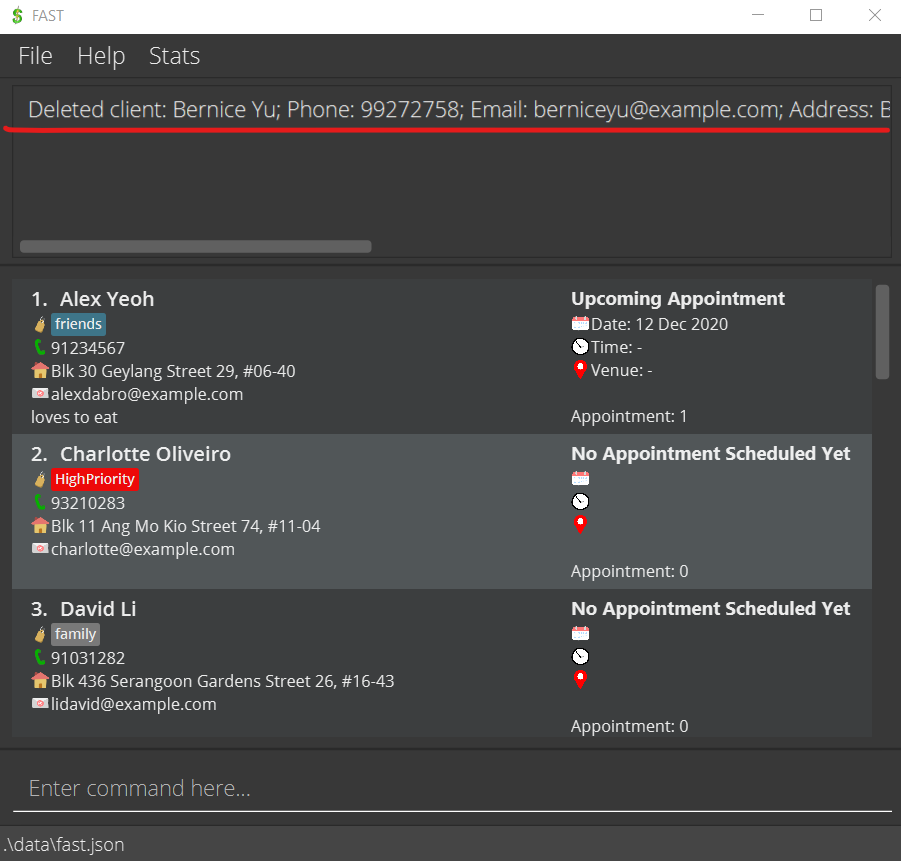 FAST
File Help Stats
Deleted client: Bernice Yu; Phone: 99272758; Email: berniceyu@example.com; Address: B
1. Alex Yeoh
friends
91234567
Blk 30 Geylang Street 29, #06-40
alexdabro@example.com
loves to eat
Upcoming Appointment
Date: 12 Dec 2020
Time: -
Venue: -
Appointment: 1
2. Charlotte Oliveiro
HighPriority
93210283
Blk 11 Ang Mo Kio Street 74, #11-04
charlotte@example.com
No Appointment Scheduled Yet
Appointment: 0
3. David Li
family
91031282
Blk 436 Serangoon Gardens Street 26, #16-43
lidavid@example.com
No Appointment Scheduled Yet
Appointment: 0
Enter command here...
.\data\fast.json